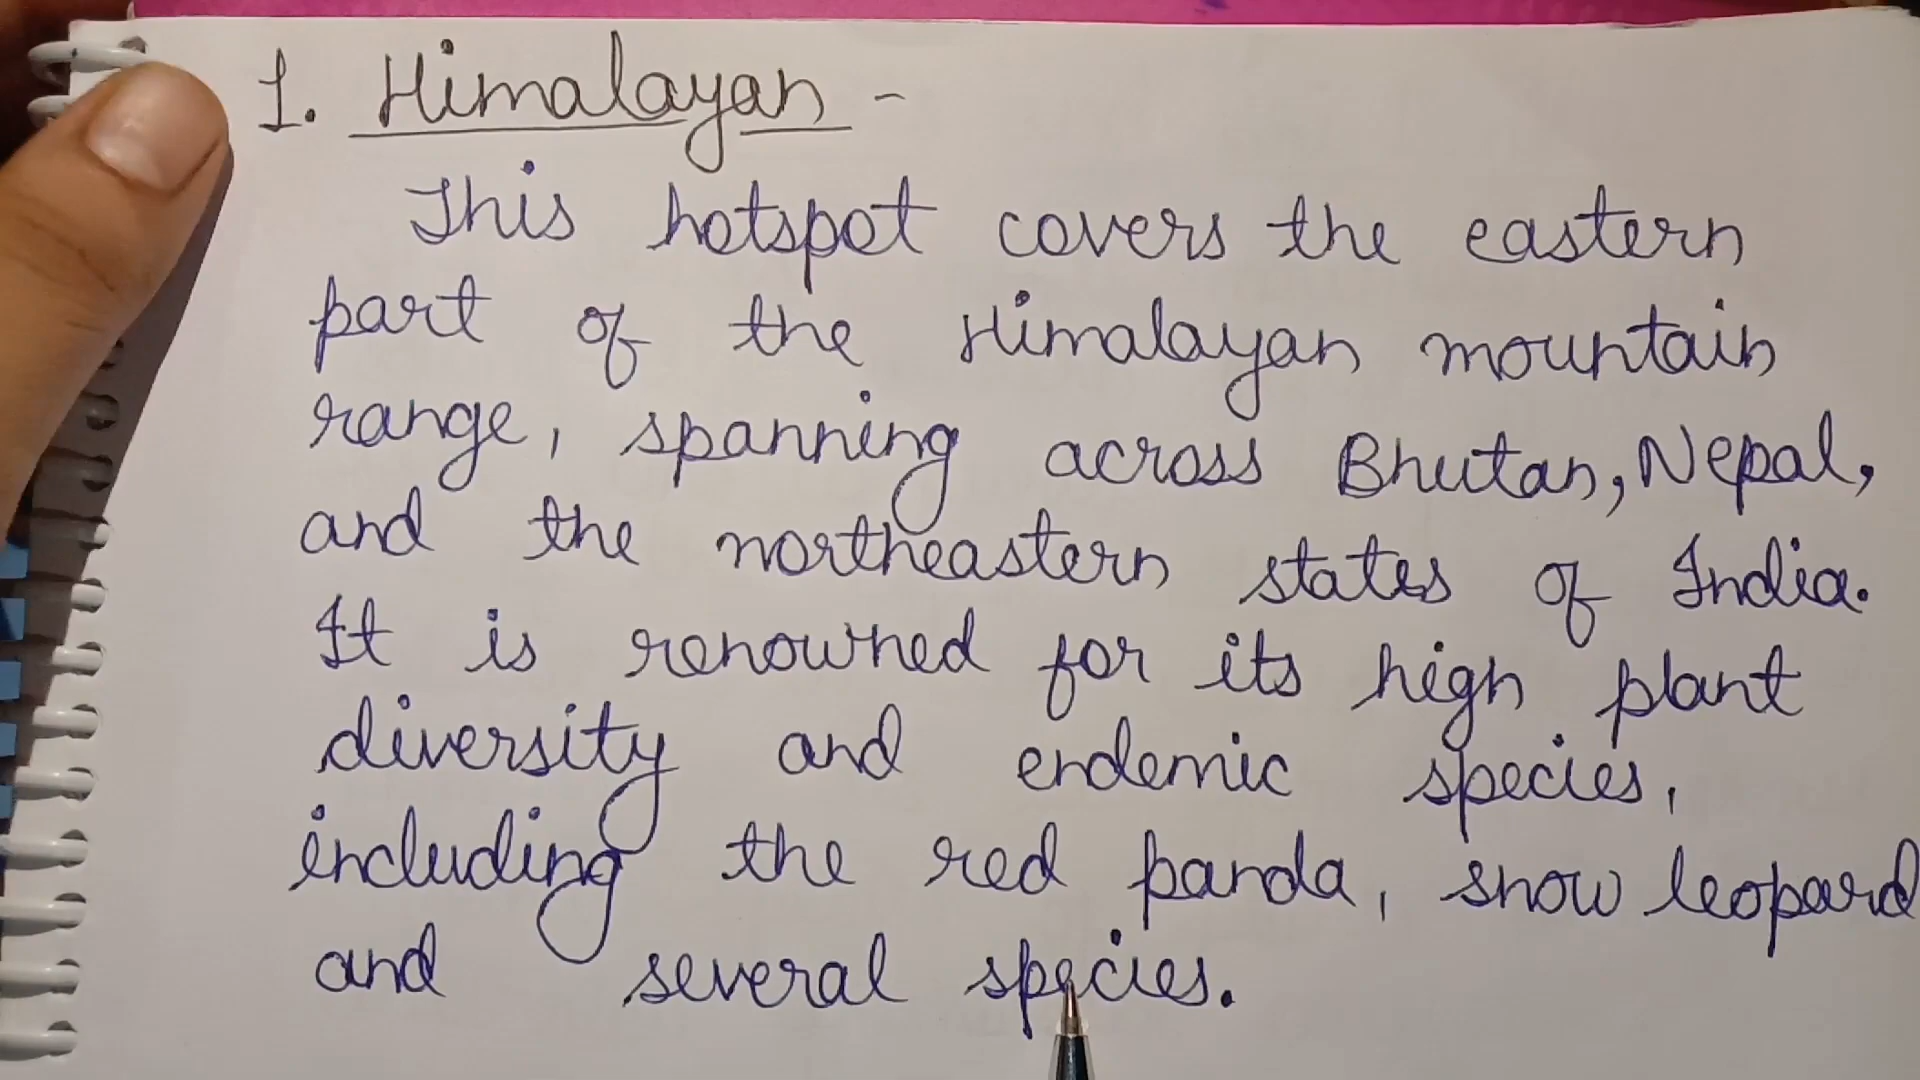 1. Himalayan -
This hotspot covers the eastern
part of the Himalayan mountain
range, spanning across Bhutan, Nepal,
and the northeastern states of India.
It is renowned for its high plant
diversity and endemic species,
including the red panda, snow leopard
and several species.